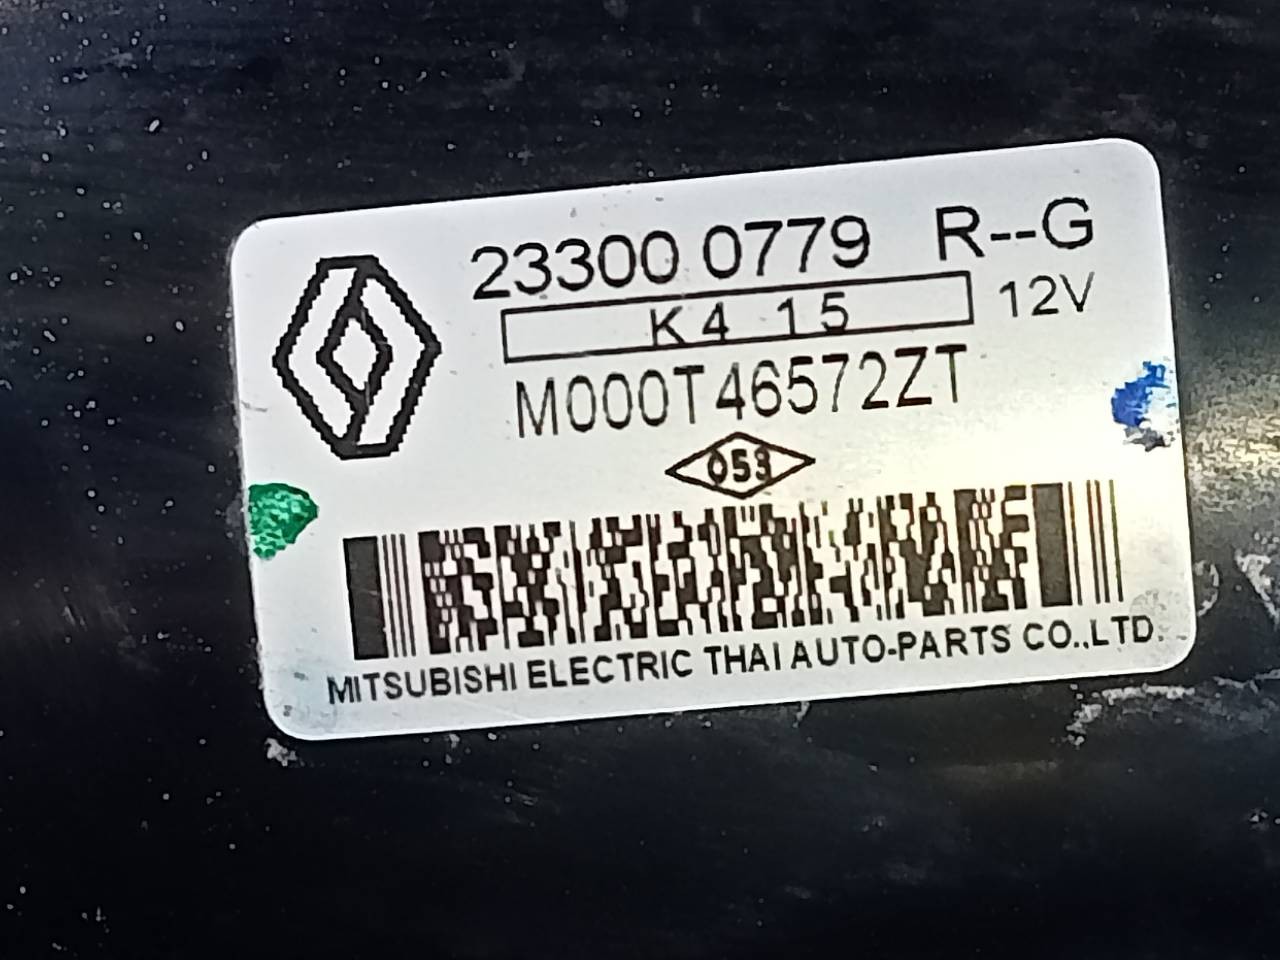 23300 0779 R--G
K4 15 12V
M000T46572ZT
053
MITSUBISHI ELECTRIC THAI AUTO-PARTS CO.,LTD.